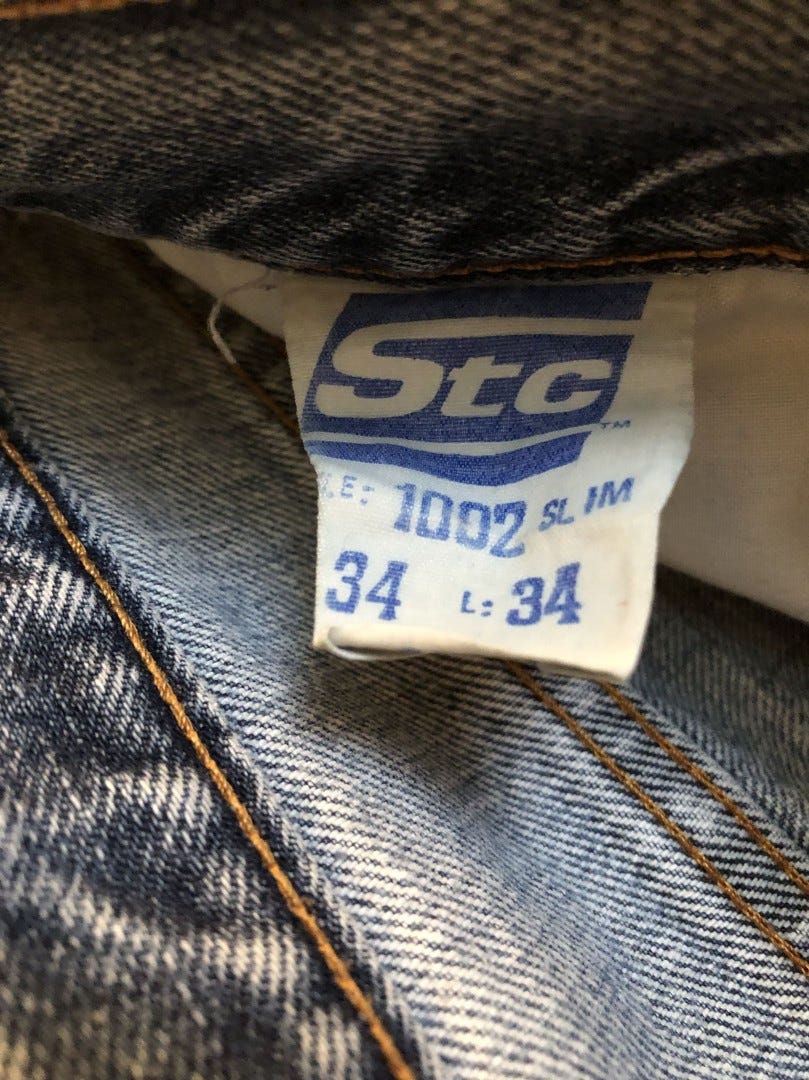 Stc
TM
E: 1002 SLIM
34 L: 34